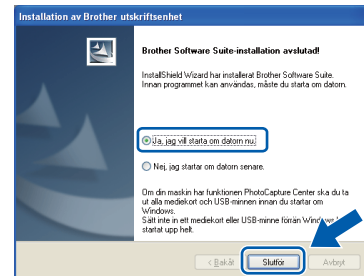 Installation av Brother utskriftsenhet
Brother Software Suite-installation avslutad!
InstallShield Wizard har installerat Brother Software Suite.
Innan programmet kan användas, måste du starta om datorn.
Ja, jag vill starta om datorn nu.
Nej, jag startar om datorn senare.
Om din maskin har funktionen PhotoCapture Center ska du ta
ut alla mediekort och USB-minnen innan du startar om
Windows.
Sätt inte in ett mediekort eller USB-minne förrän Windows
startat upp helt.
< Bakåt
Slutför
Avbryt